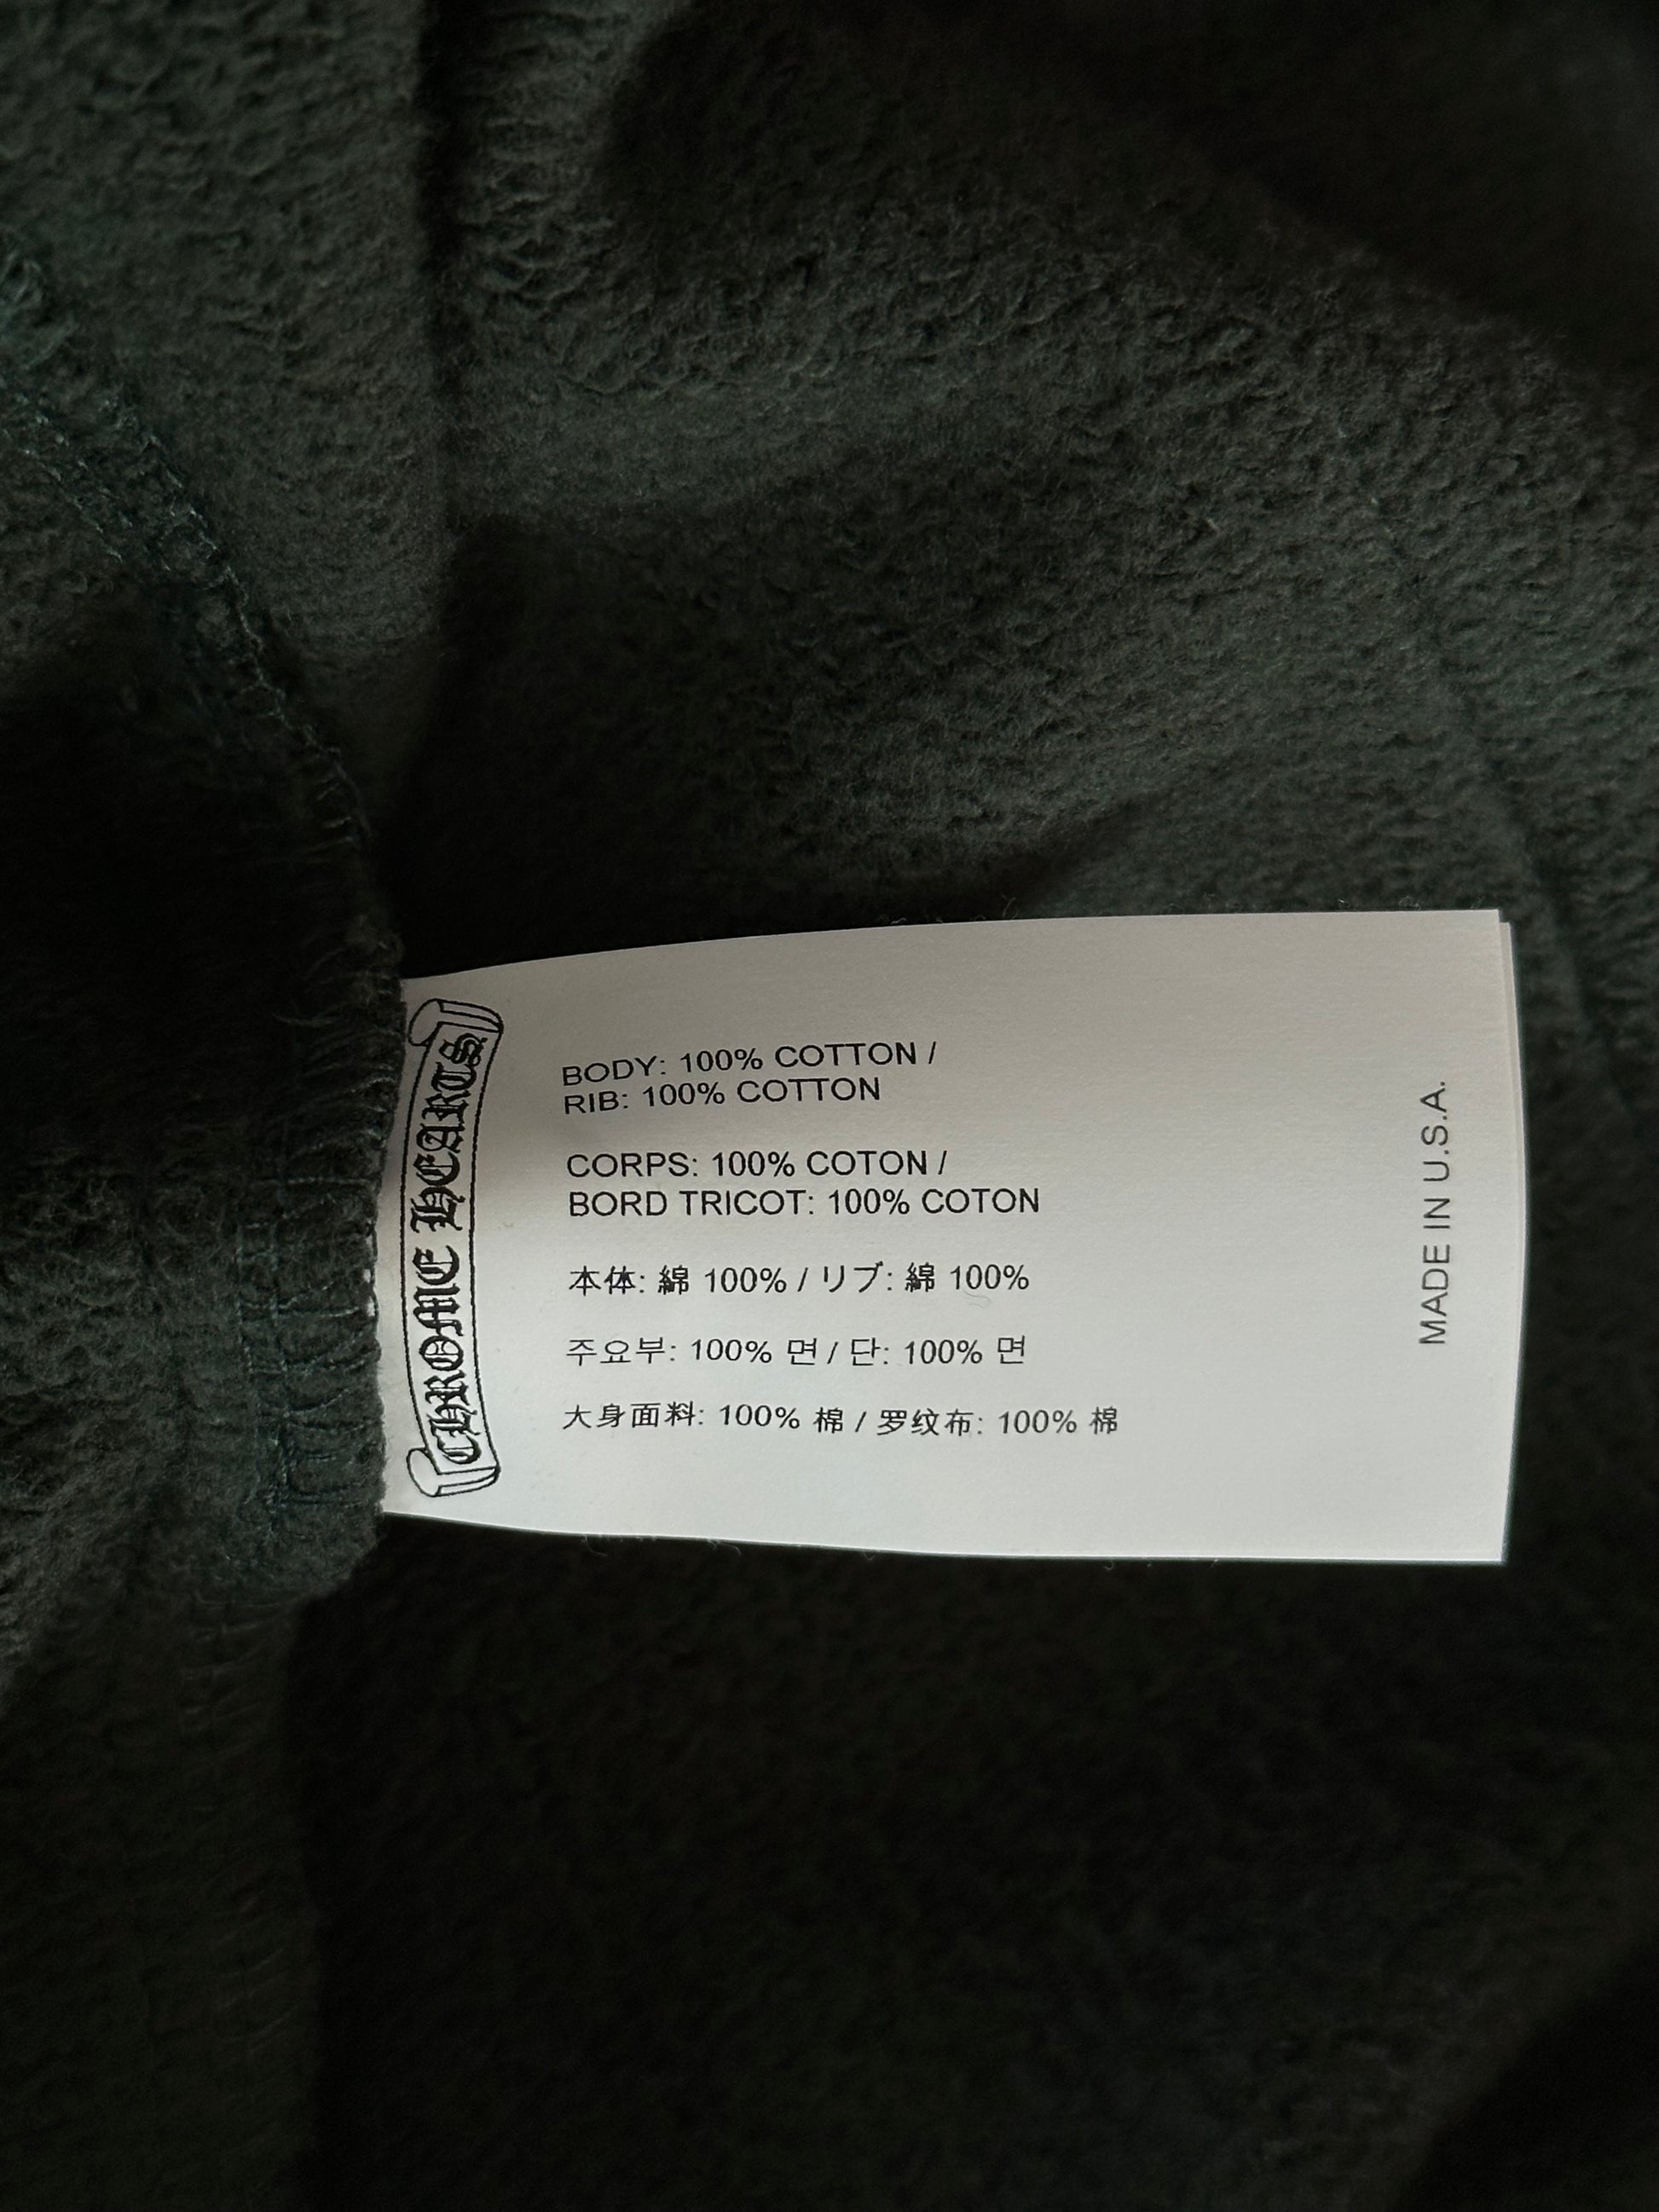 CHROME HEARTS
BODY: 100% COTTON /
RIB: 100% COTTON
CORPS: 100% COTON /
BORD TRICOT: 100% COTON
本体: 綿 100% / リブ: 綿 100%
주요부: 100% 면 / 단: 100% 면
大身面料: 100% 棉 / 罗纹布: 100% 棉
MADE IN U.S.A.